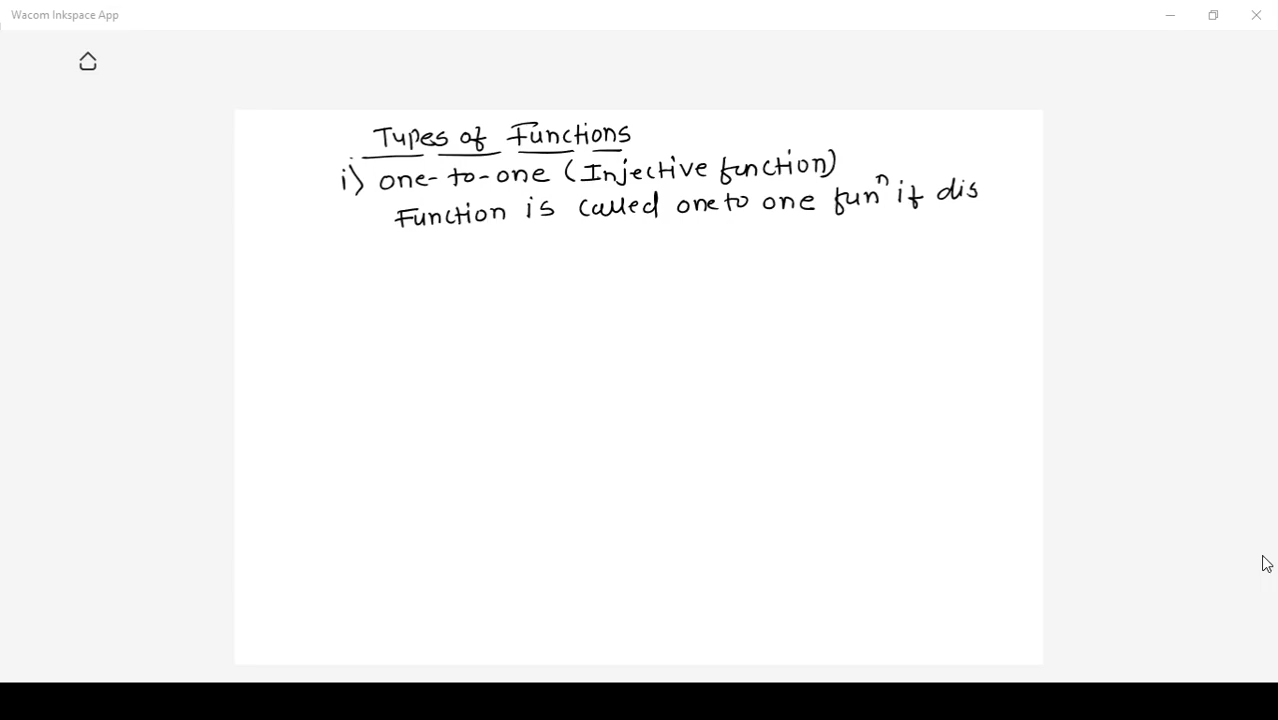 Wacom Inkspace App
Types of Functions
i) one-to-one (Injective function)
Function is called one to one funⁿ if dis